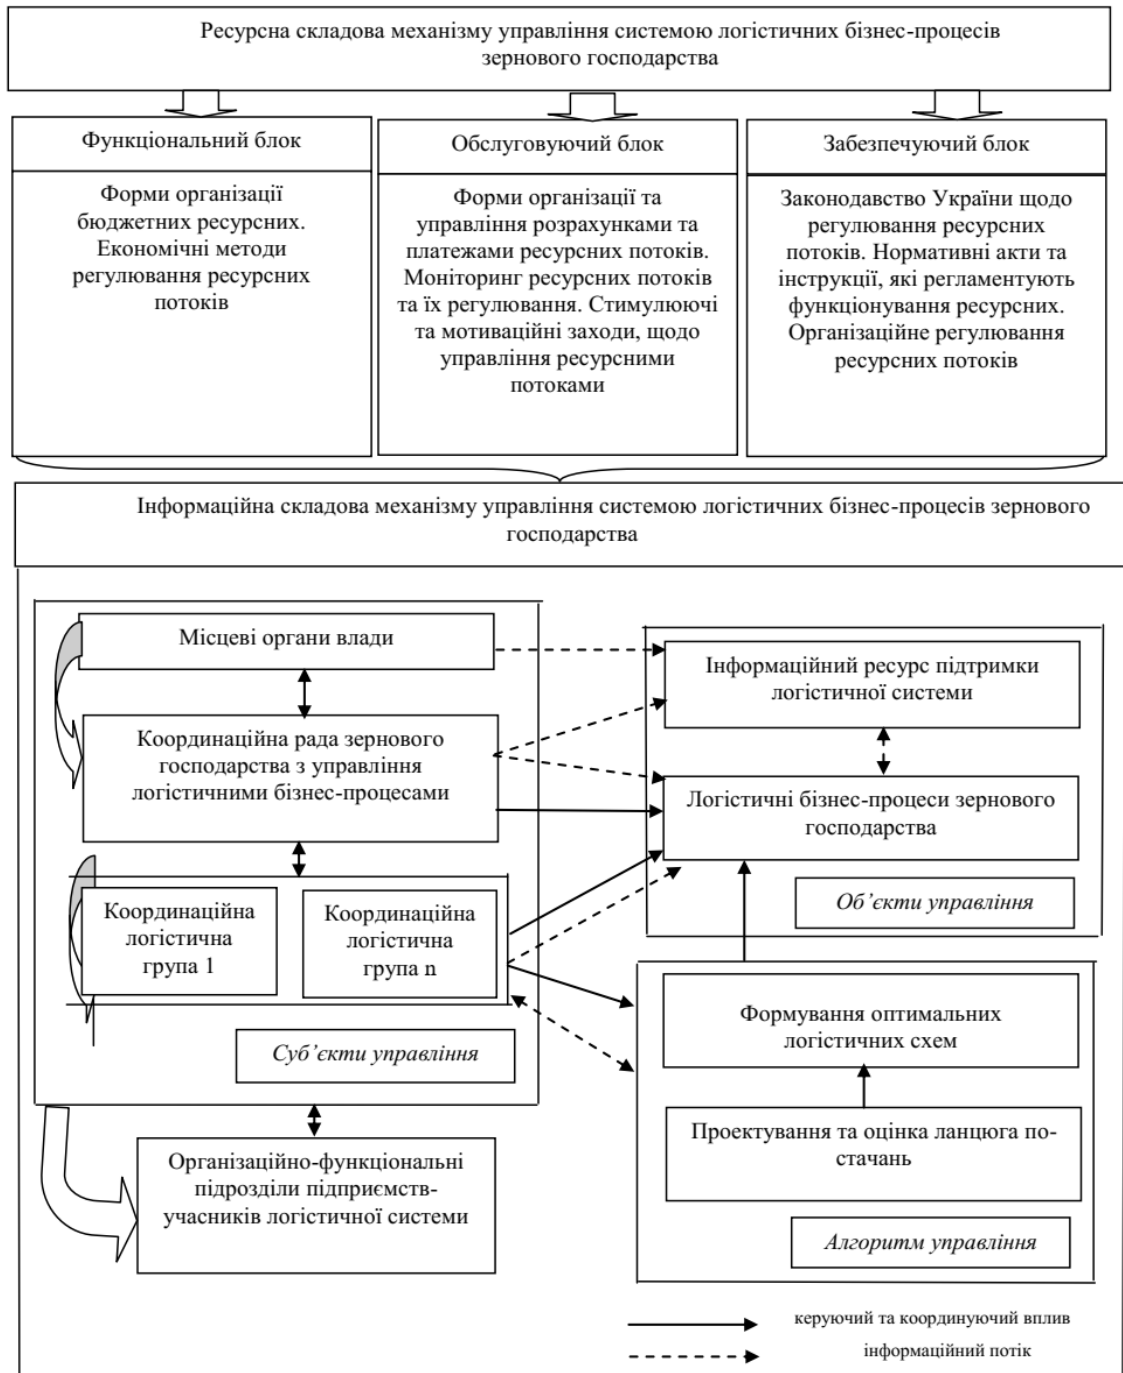 Ресурсна складова механізму управління системою логістичних бізнес-процесів
зернового господарства
Функціональний блок
Форми організації
бюджетних ресурсних.
Економічні методи
регулювання ресурсних
потоків
Обслуговуючий блок
Форми організації та
управління розрахунками та
платежами ресурсних потоків.
Моніторинг ресурсних потоків
та їх регулювання. Стимулюючі
та мотиваційні заходи, щодо
управління ресурсними
потоками
Забезпечуючий блок
Законодавство України щодо
регулювання ресурсних
потоків. Нормативні акти та
інструкції, які регламентують
функціонування ресурсних.
Організаційне регулювання
ресурсних потоків
Інформаційна складова механізму управління системою логістичних бізнес-процесів зернового
господарства
Місцеві органи влади
Координаційна рада зернового
господарства з управління
логістичними бізнес-процесами
Координаційна
логістична
група 1
Координаційна
логістична
група n
Суб’єкти управління
Організаційно-функціональні
підрозділи підприємств-
учасників логістичної системи
Інформаційний ресурс підтримки
логістичної системи
Логістичні бізнес-процеси зернового
господарства
Об’єкти управління
Формування оптимальних
логістичних схем
Проектування та оцінка ланцюга по-
стачань
Алгоритм управління
керуючий та координуючий вплив
інформаційний потік